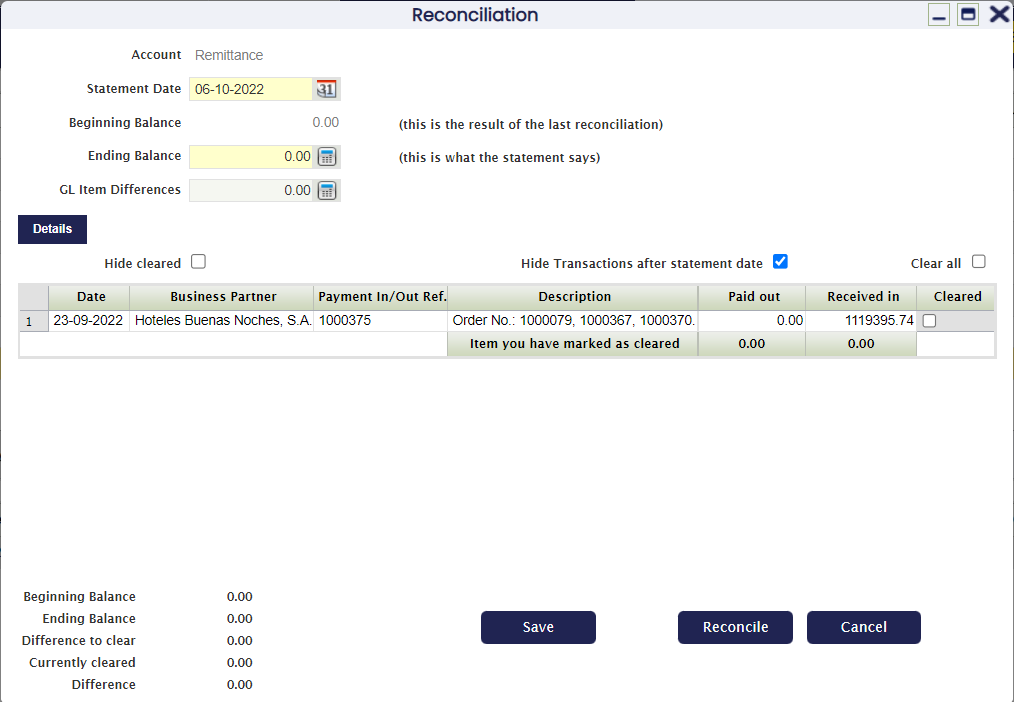 Reconciliation
Account Remittance
Statement Date 06-10-2022 31
Beginning Balance 0.00 (this is the result of the last reconciliation)
Ending Balance 0.00 (this is what the statement says)
GL Item Differences 0.00
Details
Hide cleared Hide Transactions after statement date Clear all
Date Business Partner Payment In/Out Ref. Description Paid out Received in Cleared
1 23-09-2022 Hoteles Buenas Noches, S.A. 1000375 Order No.: 1000079, 1000367, 1000370. 0.00 1119395.74
Item you have marked as cleared 0.00 0.00
Beginning Balance 0.00
Ending Balance 0.00
Difference to clear 0.00
Currently cleared 0.00
Difference 0.00
Save Reconcile Cancel